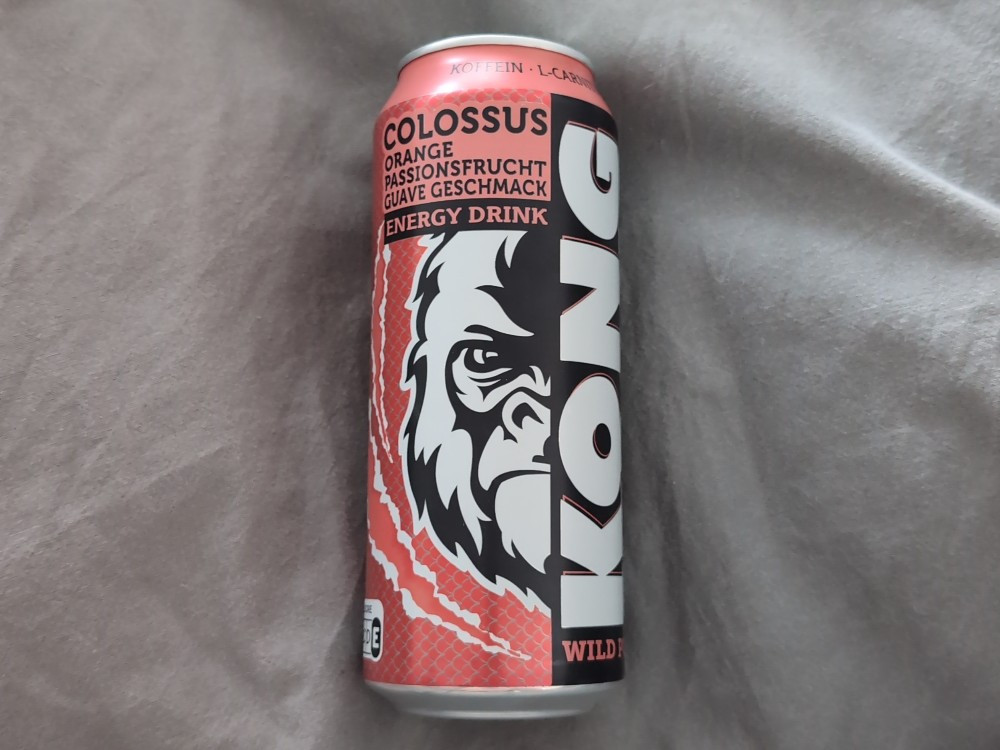 KOFFEIN · L-CARNI
COLOSSUS
ORANGE
PASSIONSFRUCHT
GUAVE GESCHMACK
ENERGY DRINK
KONG
WILD P
E